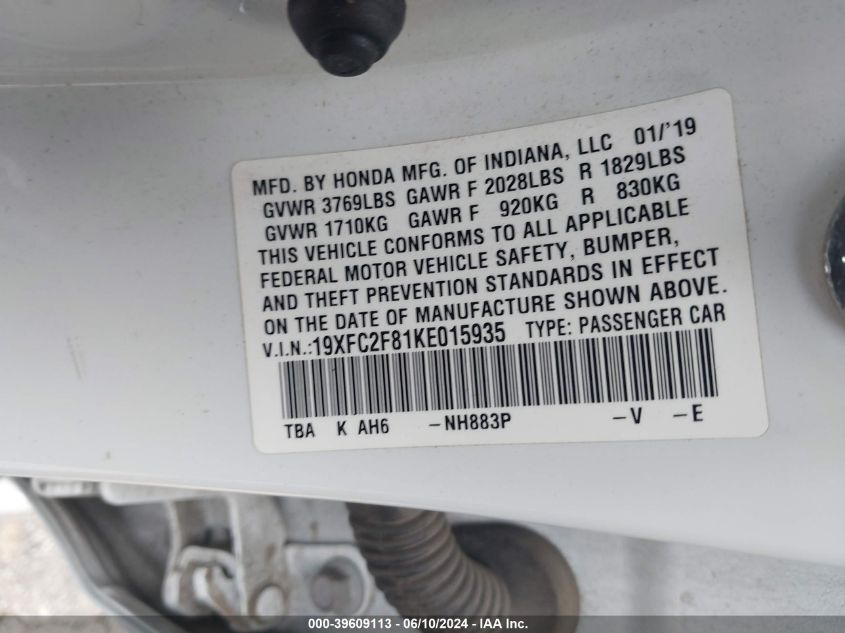 MFD. BY HONDA MFG. OF INDIANA, LLC 01/'19
GVWR 3769LBS GAWR F 2028LBS R 1829LBS
GVWR 1710KG GAWR F 920KG R 830KG
THIS VEHICLE CONFORMS TO ALL APPLICABLE
FEDERAL MOTOR VEHICLE SAFETY, BUMPER,
AND THEFT PREVENTION STANDARDS IN EFFECT
ON THE DATE OF MANUFACTURE SHOWN ABOVE.
V.I.N.:19XFC2F81KE015935 TYPE: PASSENGER CAR
TBA K AH6 -NH883P -V -E
000-39609113 - 06/10/2024 - IAA Inc.